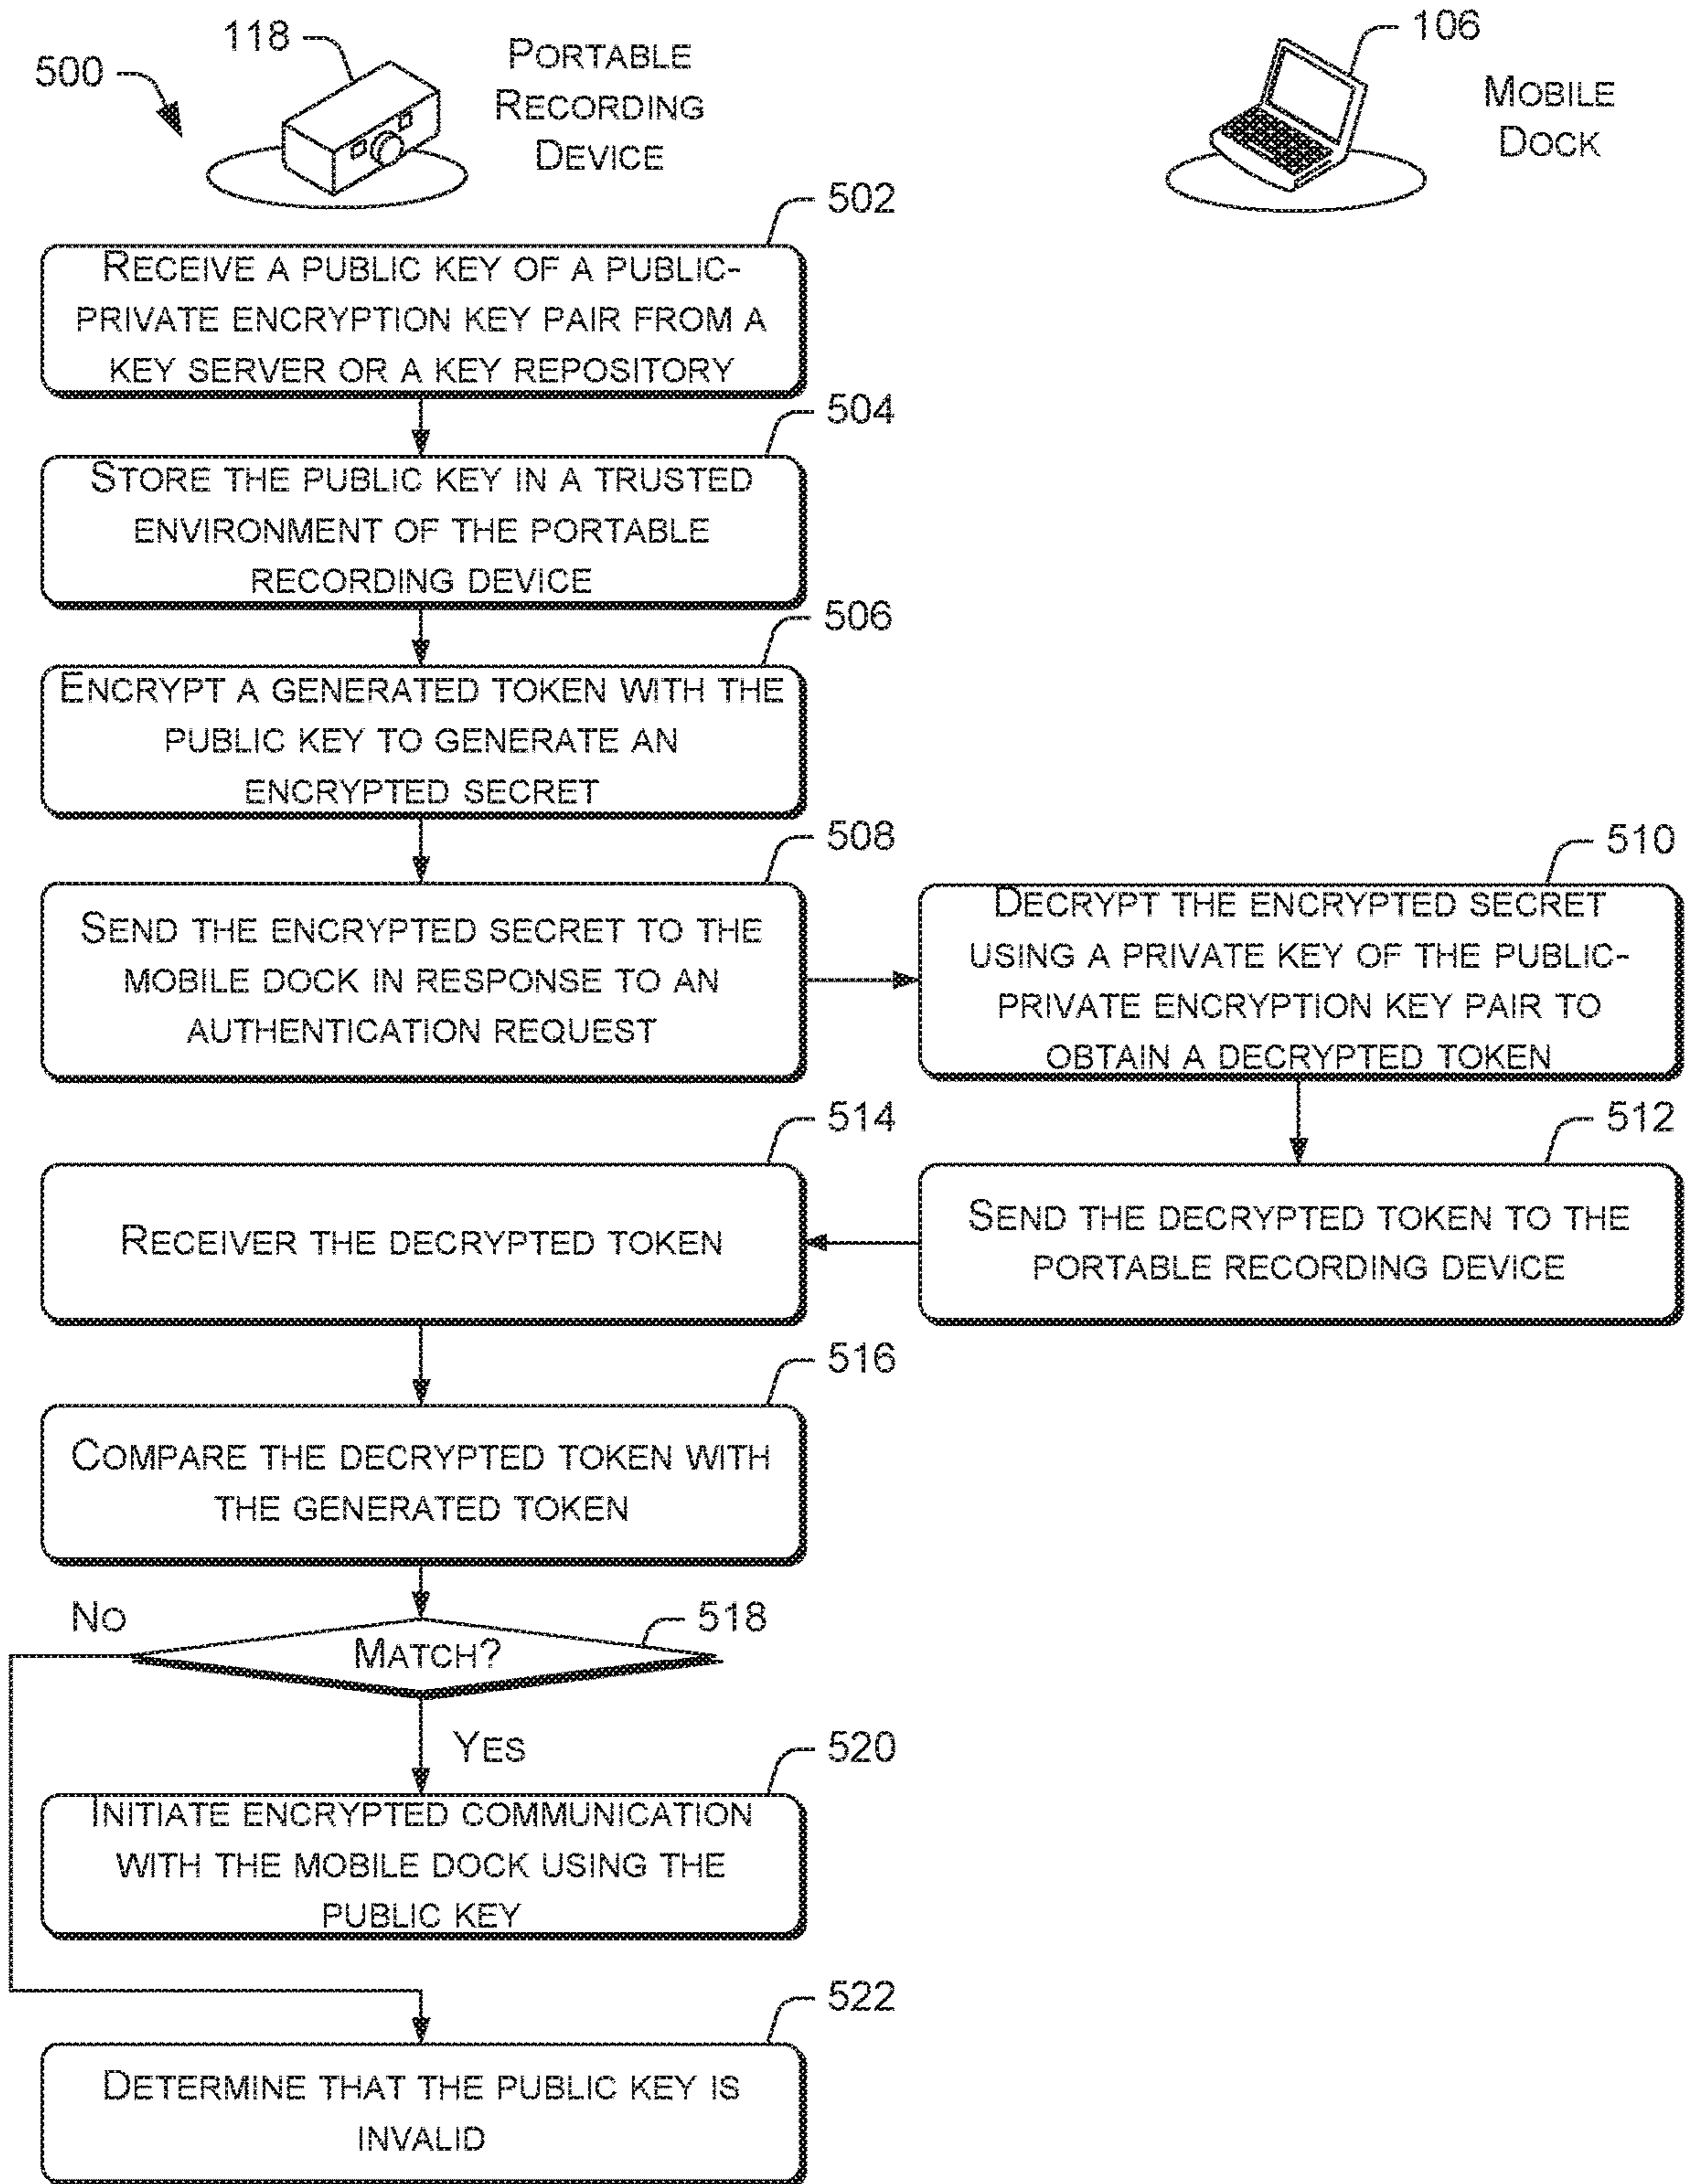 500
118
PORTABLE
RECORDING
DEVICE
106
MOBILE
DOCK
502
RECEIVE A PUBLIC KEY OF A PUBLIC-
PRIVATE ENCRYPTION KEY PAIR FROM A
KEY SERVER OR A KEY REPOSITORY
504
STORE THE PUBLIC KEY IN A TRUSTED
ENVIRONMENT OF THE PORTABLE
RECORDING DEVICE
506
ENCRYPT A GENERATED TOKEN WITH THE
PUBLIC KEY TO GENERATE AN
ENCRYPTED SECRET
508
SEND THE ENCRYPTED SECRET TO THE
MOBILE DOCK IN RESPONSE TO AN
AUTHENTICATION REQUEST
510
DECRYPT THE ENCRYPTED SECRET
USING A PRIVATE KEY OF THE PUBLIC-
PRIVATE ENCRYPTION KEY PAIR TO
OBTAIN A DECRYPTED TOKEN
512
SEND THE DECRYPTED TOKEN TO THE
PORTABLE RECORDING DEVICE
514
RECEIVER THE DECRYPTED TOKEN
516
COMPARE THE DECRYPTED TOKEN WITH
THE GENERATED TOKEN
518
MATCH?
NO
YES
520
INITIATE ENCRYPTED COMMUNICATION
WITH THE MOBILE DOCK USING THE
PUBLIC KEY
522
DETERMINE THAT THE PUBLIC KEY IS
INVALID